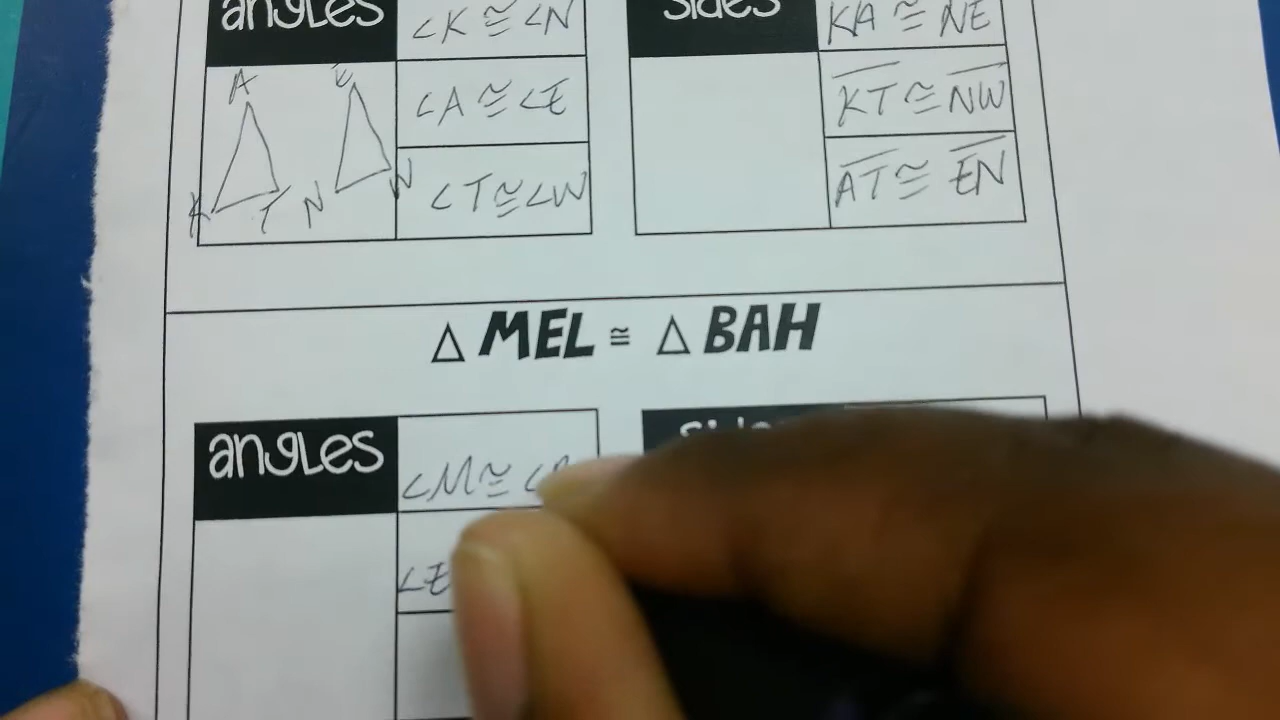 angles ∠K ≅ ∠N
sides KA ≅ NE
A E
∠A ≅ ∠E
KT ≅ NW
K T N W
∠T ≅ ∠W
AT ≅ EN
△ MEL ≅ △ BAH
angles
∠M ≅ ∠
∠E